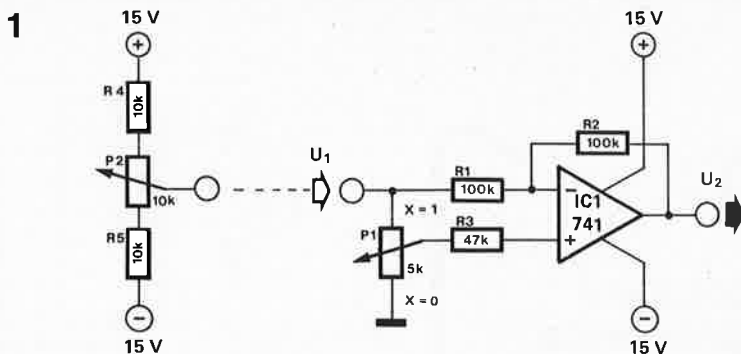 1
15 V
+
R4
10k
P2
10k
R5
10k
−
15 V
U1
X = 1
P1
5k
X = 0
R1
100k
R3
47k
R2
100k
−
IC1
741
+
15 V
+
U2
−
15 V